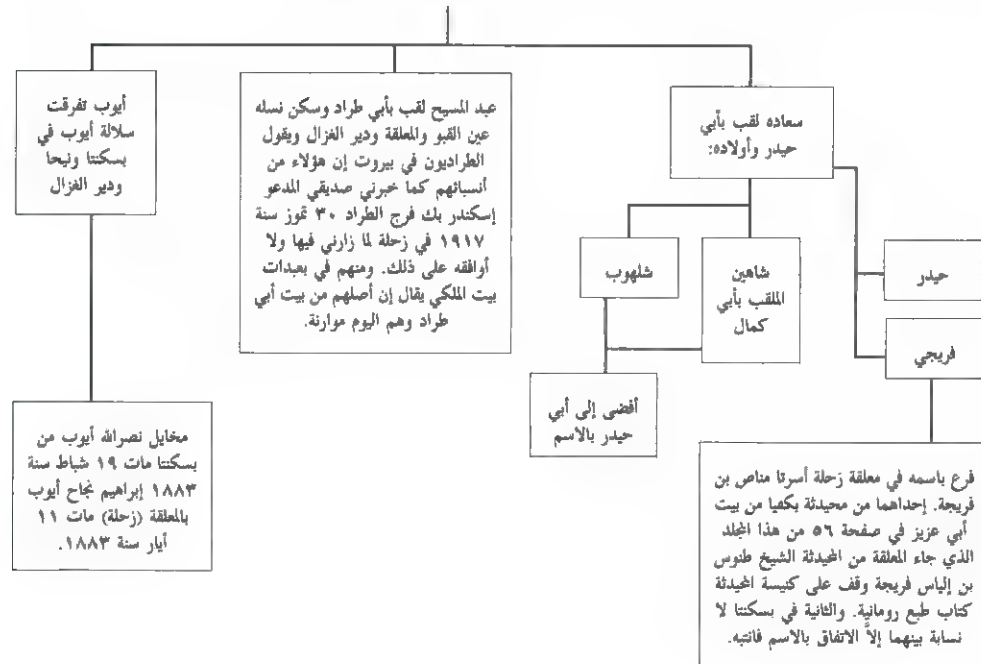 سعاده لقب بأبي
حيدر وأولاده:
عبد المسيح لقب بأبي طراد وسكن نسله
عين القبو والمعلقة ودير الغزال ويقول
الطراديون في بيروت إن هؤلاء من
أنسبائهم كما خبرني صديقي المدعو
إسكندر بك فرج الطراد ٣٠ تموز سنة
١٩١٧ في زحلة لما زارني فيها ولا
أوافقه على ذلك. ومنهم في بعبدات
بيت الملكي يقال إن أصلهم من بيت أبي
طراد وهم اليوم موارنة.
أيوب تفرقت
سلالة أيوب في
بسكنتا ونيحا
ودير الغزال
حيدر
فريجي
شاهين
الملقب بأبي
كمال
شلهوب
أفضى إلى أبي
حيدر بالاسم
فرع باسمه في معلقة زحلة أسرتا مناص بن
فريجة. إحداهما من محيدثة بكفيا من بيت
أبي عزيز في صفحة ٥٦ من هذا المجلد
الذي جاء المعلقة من المحيدثة الشيخ طنوس
بن إلياس فريجة وقف على كنيسة المحيدثة
كتاب طبع رومانية. والثانية في بسكنتا لا
نسابة بينهما إلاَّ الاتفاق بالاسم فانتبه.
مخايل نصرالله أيوب من
بسكنتا مات ١٩ شباط سنة
١٨٨٣ إبراهيم نجاح أيوب
بالمعلقة (زحلة) مات ١١
أيار سنة ١٨٨٣.